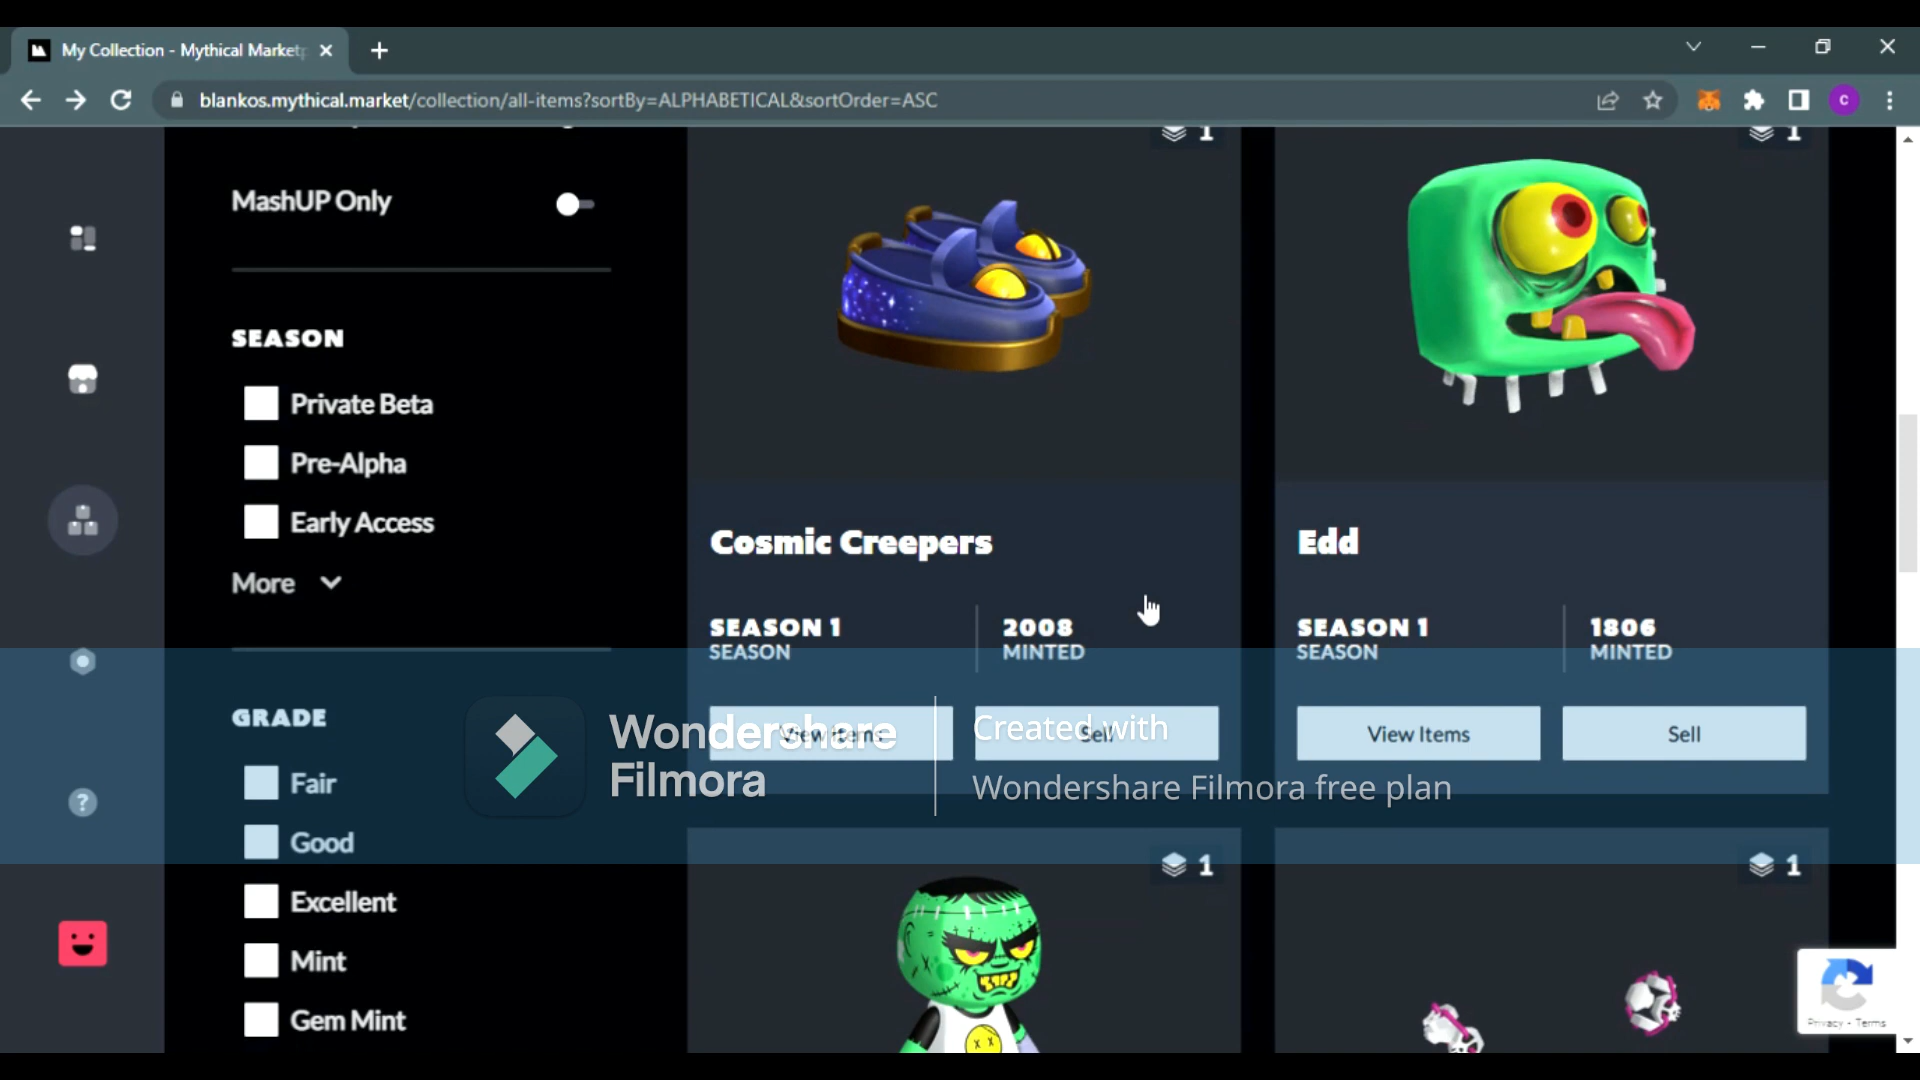 My Collection - Mythical Market
blankos.mythical.market/collection/all-items?sortBy=ALPHABETICAL&sortOrder=ASC
C
1
1
MashUP Only
SEASON
Private Beta
Pre-Alpha
Early Access
More
GRADE
Fair
Good
Excellent
Mint
Gem Mint
Cosmic Creepers
SEASON 1
SEASON
2008
MINTED
View Items
Sell
Edd
SEASON 1
SEASON
1806
MINTED
View Items
Sell
Wondershare
Filmora
Created with
Wondershare Filmora free plan
1
1
?
Privacy - Terms